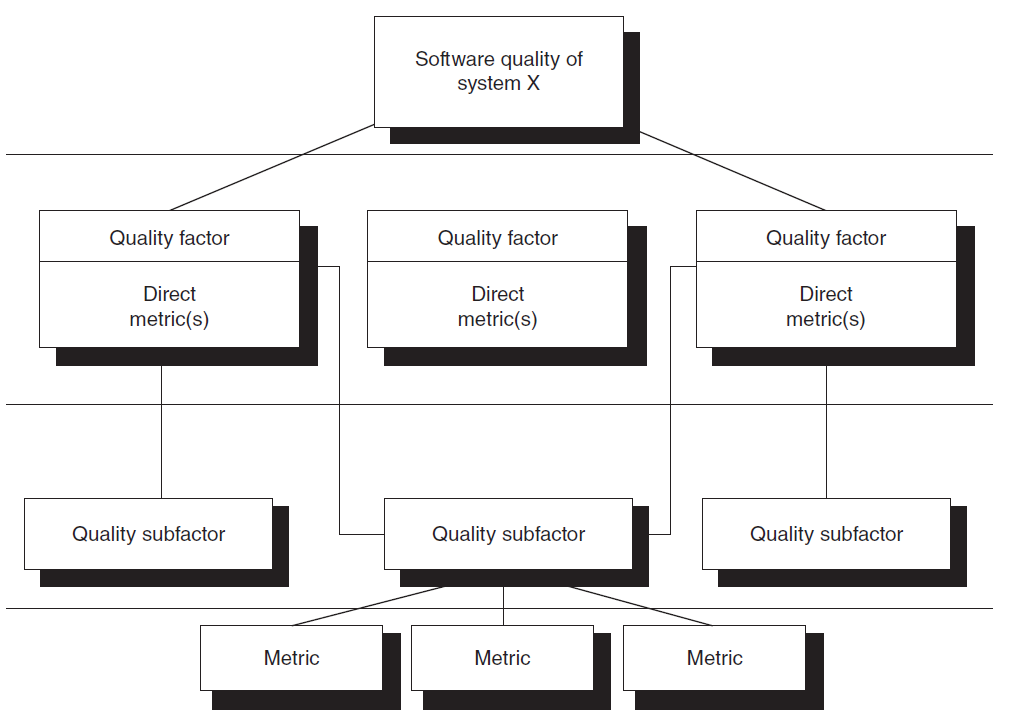 Software quality of
system X
Quality factor
Direct
metric(s)
Quality factor
Direct
metric(s)
Quality factor
Direct
metric(s)
Quality subfactor
Quality subfactor
Quality subfactor
Metric
Metric
Metric